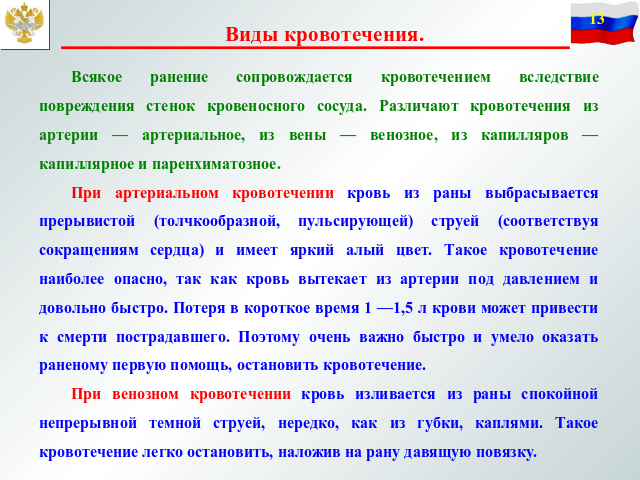 13
Виды кровотечения.
Всякое ранение сопровождается кровотечением вследствие
повреждения стенок кровеносного сосуда. Различают кровотечения из
артерии — артериальное, из вены — венозное, из капилляров —
капиллярное и паренхиматозное.
При артериальном кровотечении кровь из раны выбрасывается
прерывистой (толчкообразной, пульсирующей) струей (соответствуя
сокращениям сердца) и имеет яркий алый цвет. Такое кровотечение
наиболее опасно, так как кровь вытекает из артерии под давлением и
довольно быстро. Потеря в короткое время 1 —1,5 л крови может привести
к смерти пострадавшего. Поэтому очень важно быстро и умело оказать
раненому первую помощь, остановить кровотечение.
При венозном кровотечении кровь изливается из раны спокойной
непрерывной темной струей, нередко, как из губки, каплями. Такое
кровотечение легко остановить, наложив на рану давящую повязку.